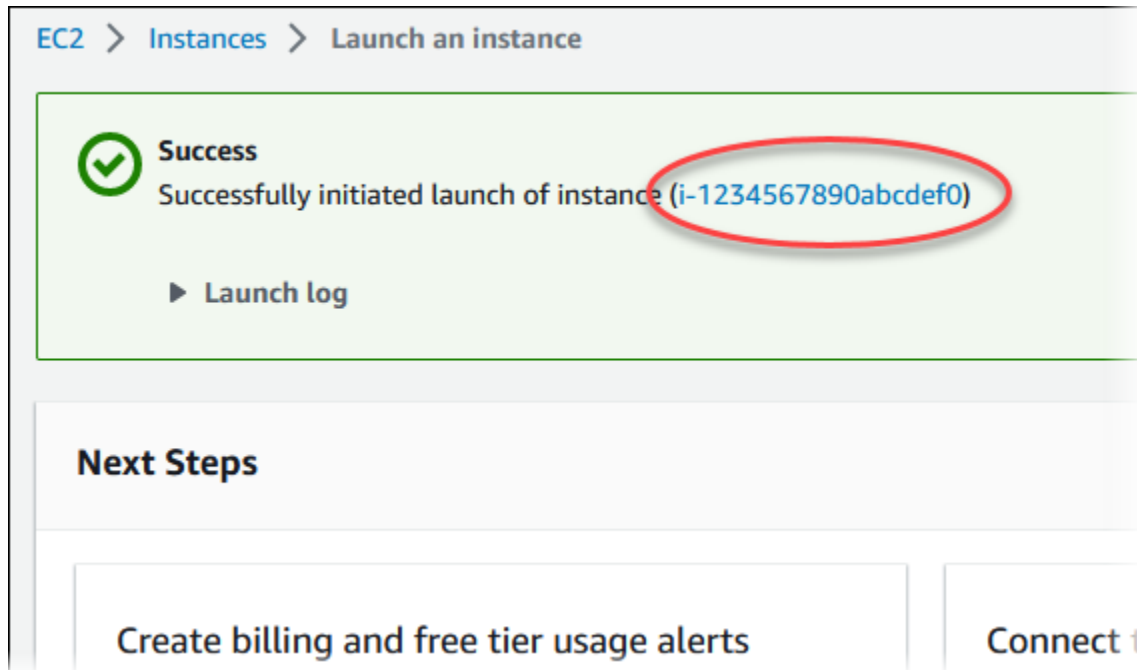 EC2 > Instances > Launch an instance
Success
Successfully initiated launch of instance (i-1234567890abcdef0)
▶ Launch log
Next Steps
Create billing and free tier usage alerts
Connect